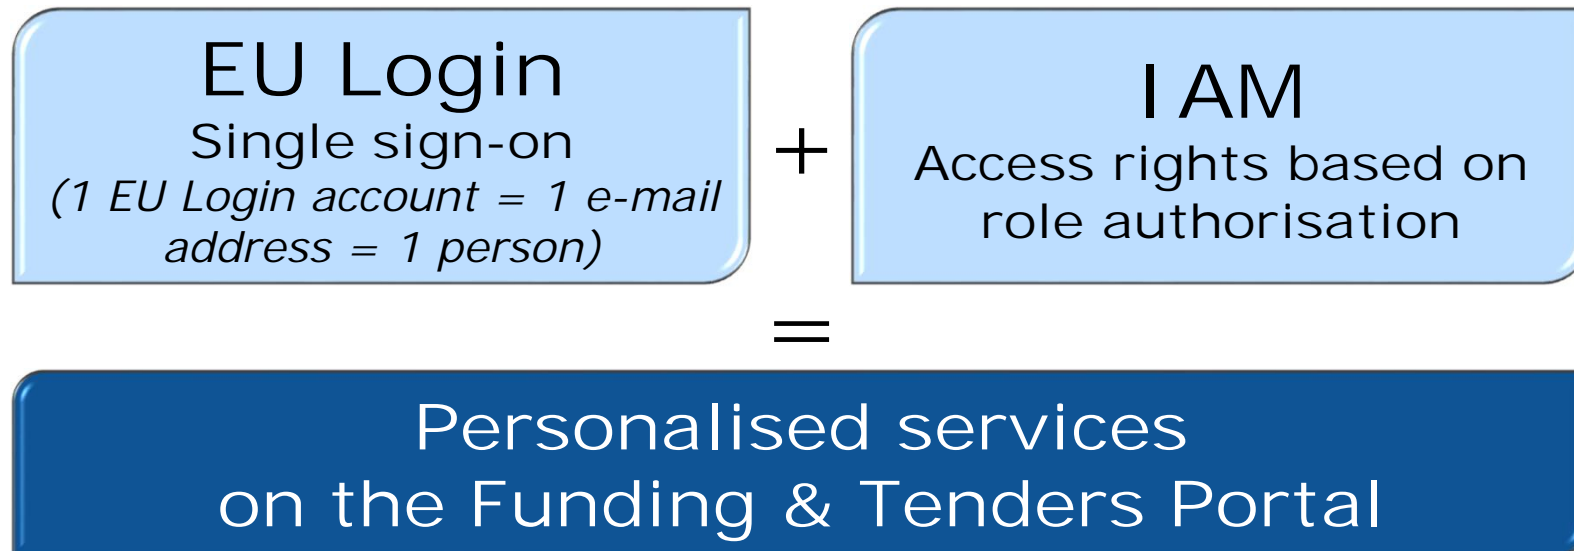 EU Login
Single sign-on
(1 EU Login account = 1 e-mail
address = 1 person)
+
IAM
Access rights based on
role authorisation
=
Personalised services
on the Funding & Tenders Portal